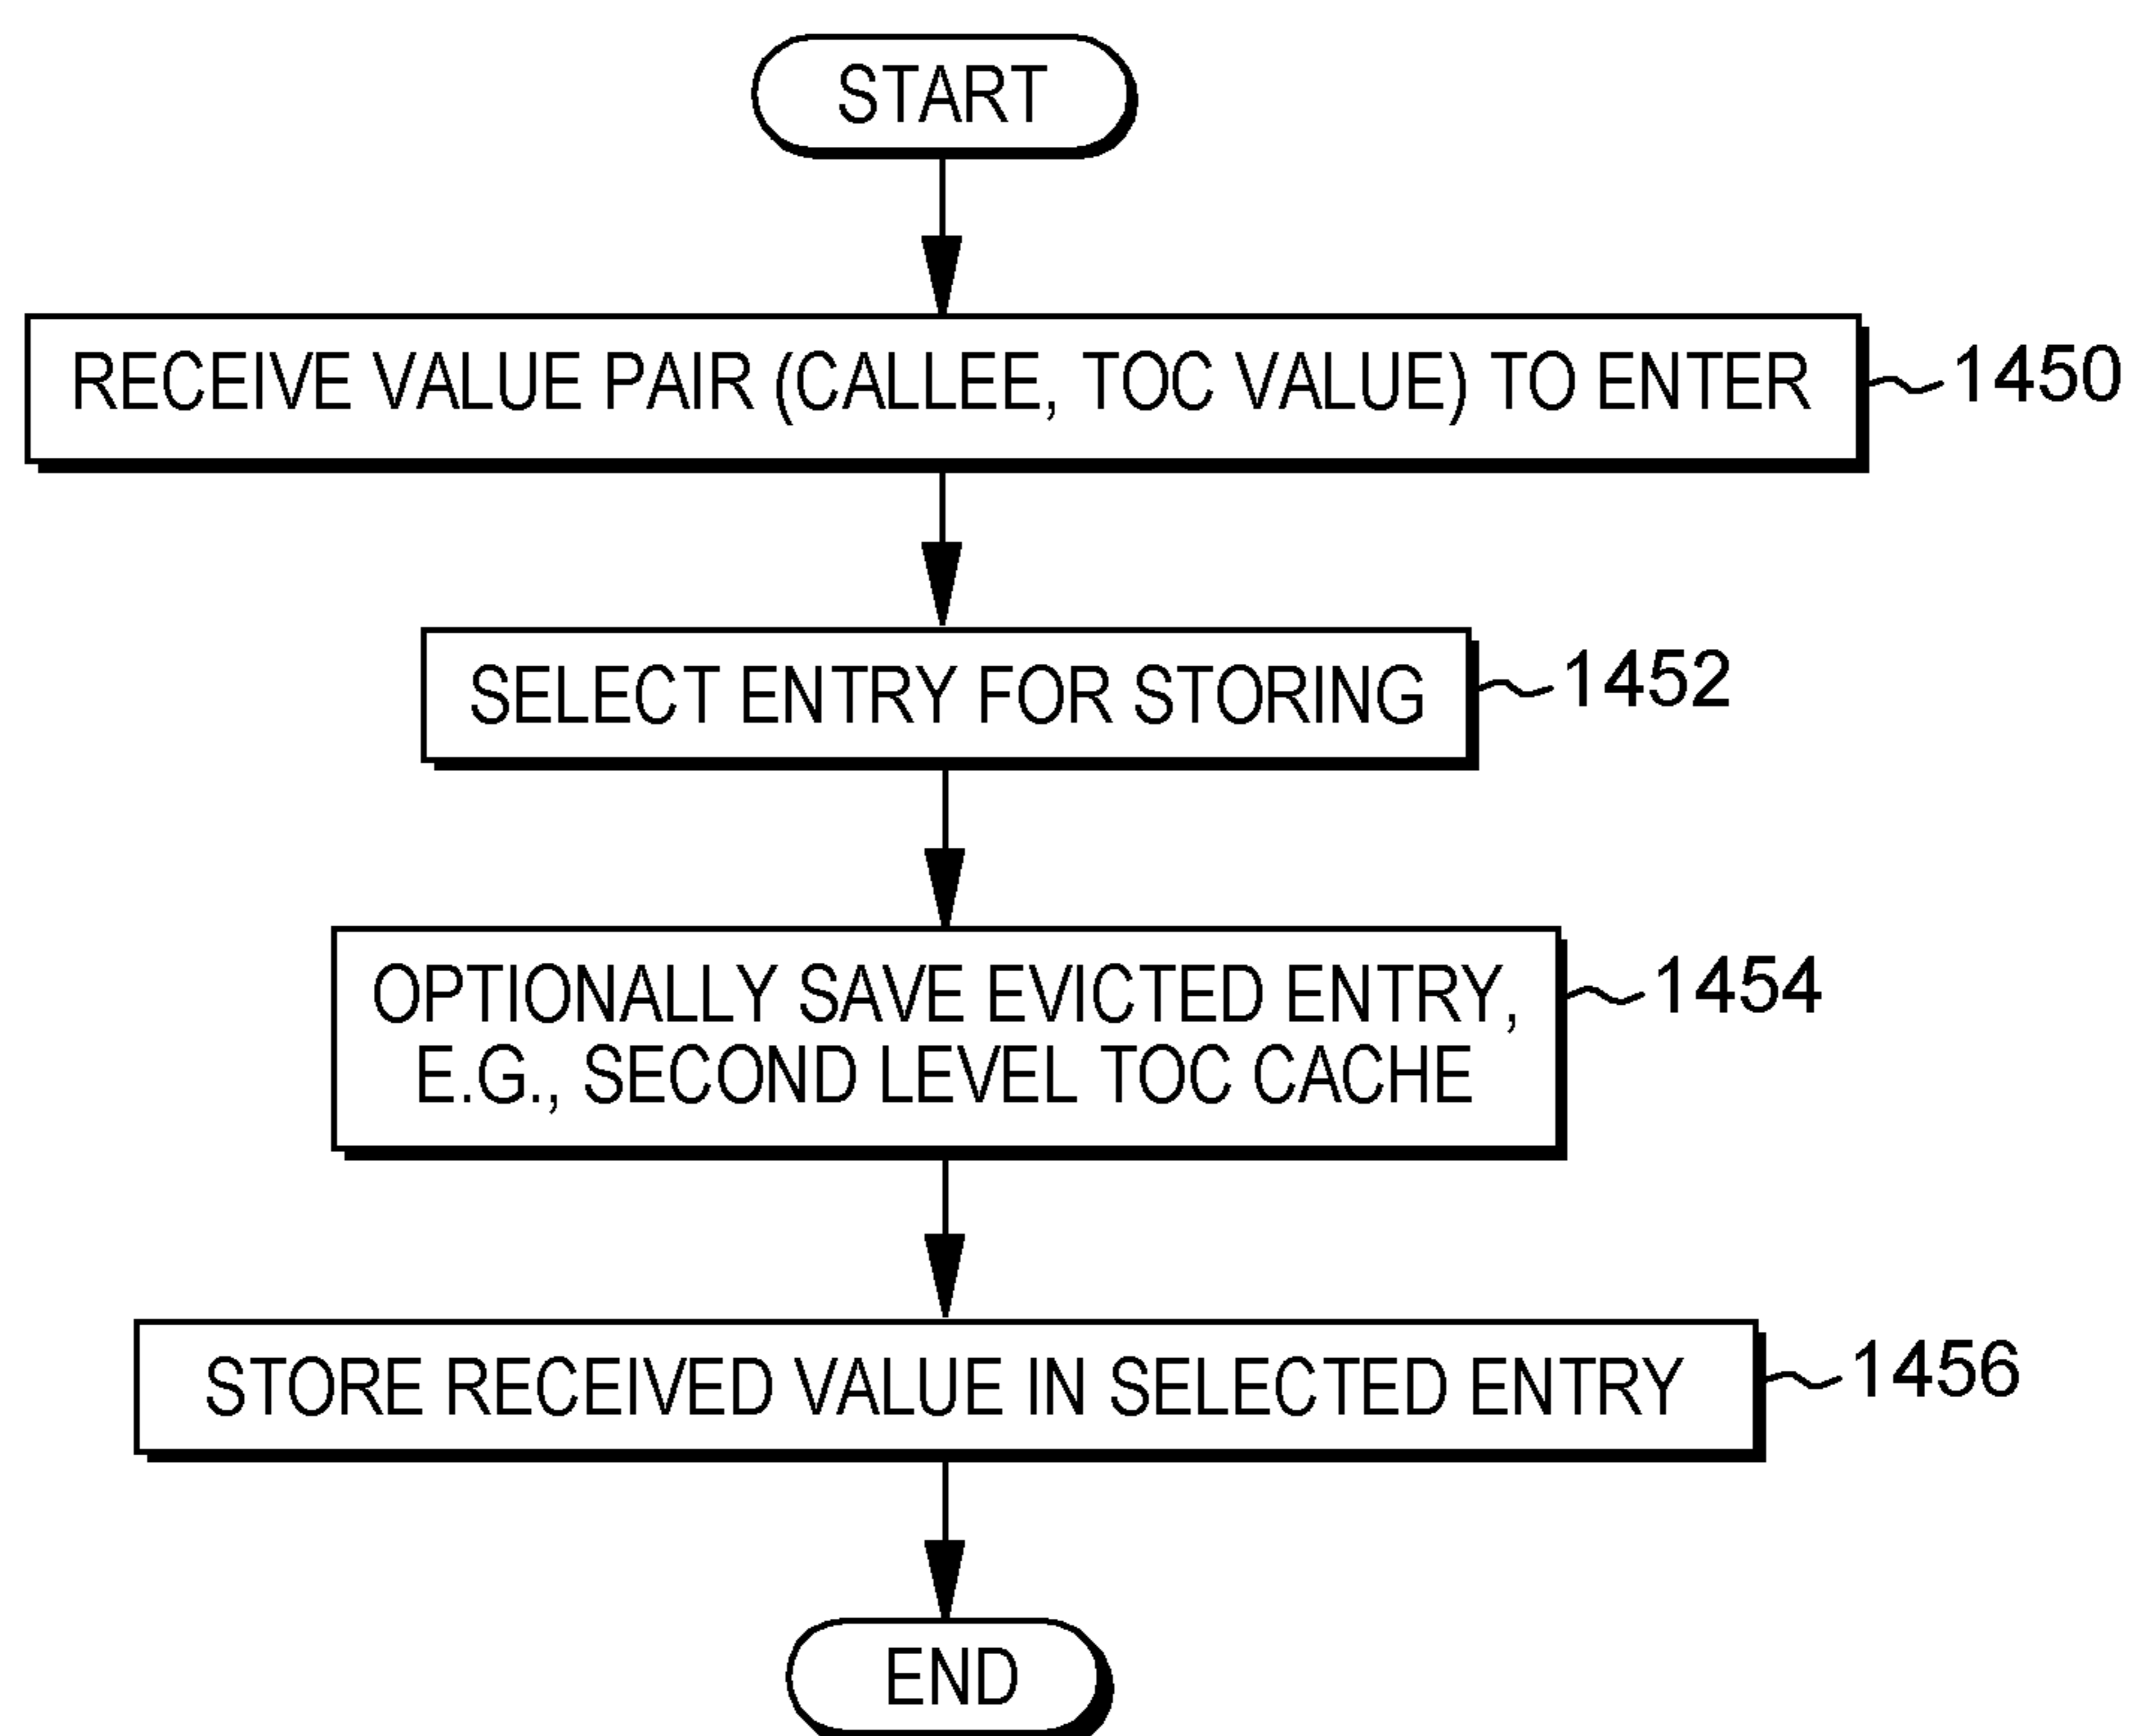 START
RECEIVE VALUE PAIR (CALLEE, TOC VALUE) TO ENTER
1450
SELECT ENTRY FOR STORING
1452
OPTIONALLY SAVE EVICTED ENTRY,
E.G., SECOND LEVEL TOC CACHE
1454
STORE RECEIVED VALUE IN SELECTED ENTRY
1456
END